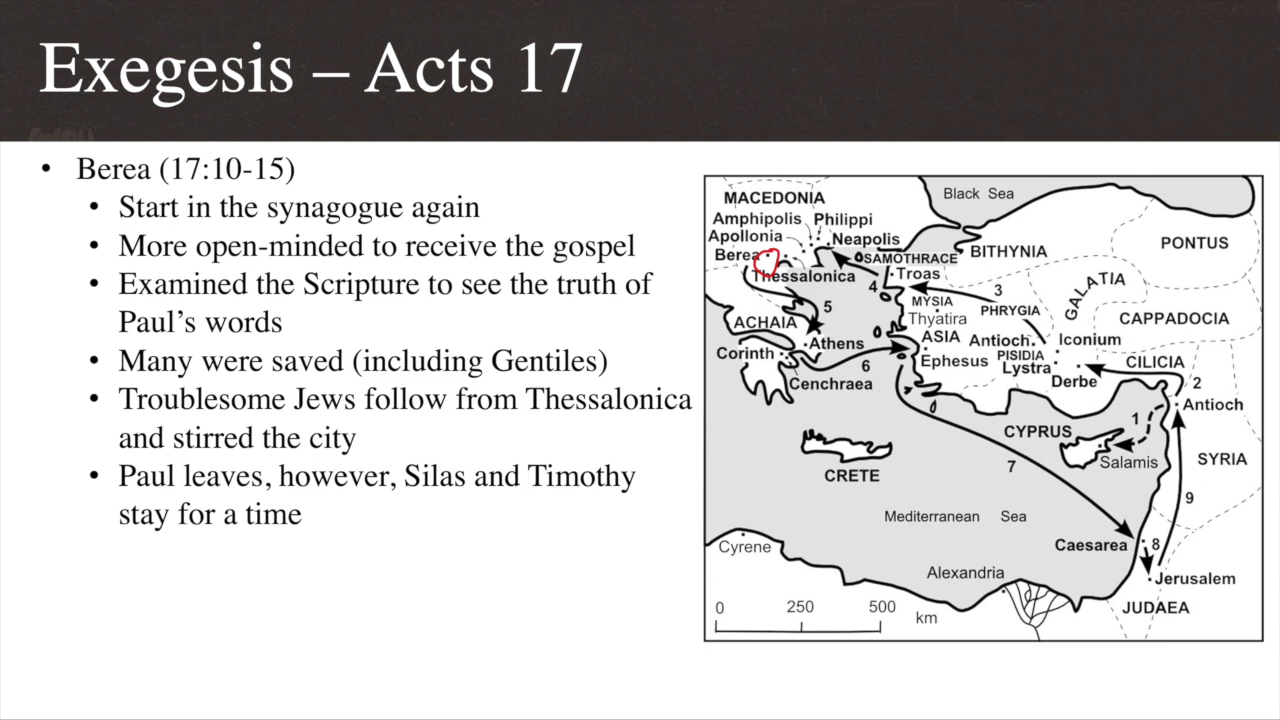 Exegesis – Acts 17
• Berea (17:10-15)
• Start in the synagogue again
• More open-minded to receive the gospel
• Examined the Scripture to see the truth of
Paul’s words
• Many were saved (including Gentiles)
• Troublesome Jews follow from Thessalonica
and stirred the city
• Paul leaves, however, Silas and Timothy
stay for a time
Black Sea
MACEDONIA
Amphipolis Philippi
Apollonia Neapolis
Berea
Thessalonica
SAMOTHRACE
BITHYNIA
PONTUS
Troas
4
3
MYSIA
PHRYGIA
GALATIA
Thyatira
5
ACHAIA
CAPPADOCIA
ASIA
Antioch
Iconium
Athens
Corinth
Ephesus
PISIDIA
Lystra
CILICIA
6
Cenchraea
Derbe
2
Antioch
1
CYPRUS
Salamis
SYRIA
CRETE
7
9
Mediterranean Sea
Cyrene
Caesarea
8
Alexandria
Jerusalem
JUDAEA
0 250 500
km